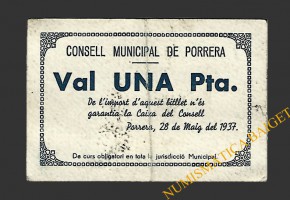 CONSELL MUNICIPAL DE PORRERA
Val UNA Pta.
De l'import d'aquest bitllet n'és
garantia la Caixa del Consell
Porrera, 28 de Maig del 1937.
De curs obligatori en tota la jurisdicció Municipal
NUMISMÀTICA BAGET